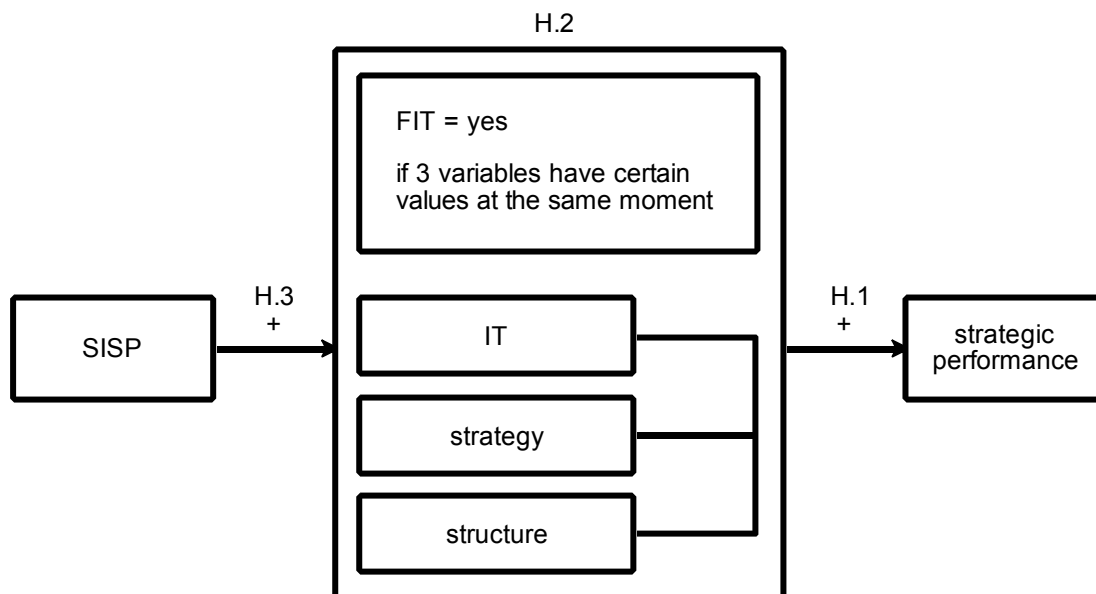 H.2
FIT = yes
if 3 variables have certain
values at the same moment
H.3
+
H.1
+
SISP
IT
strategic
performance
strategy
structure